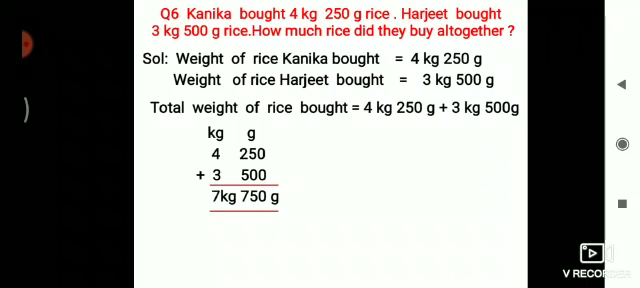 Q6 Kanika bought 4 kg 250 g rice . Harjeet bought
3 kg 500 g rice.How much rice did they buy altogether ?
Sol: Weight of rice Kanika bought = 4 kg 250 g
Weight of rice Harjeet bought = 3 kg 500 g
Total weight of rice bought = 4 kg 250 g + 3 kg 500g
kg g
4 250
+ 3 500
7kg 750 g
V RECORDER